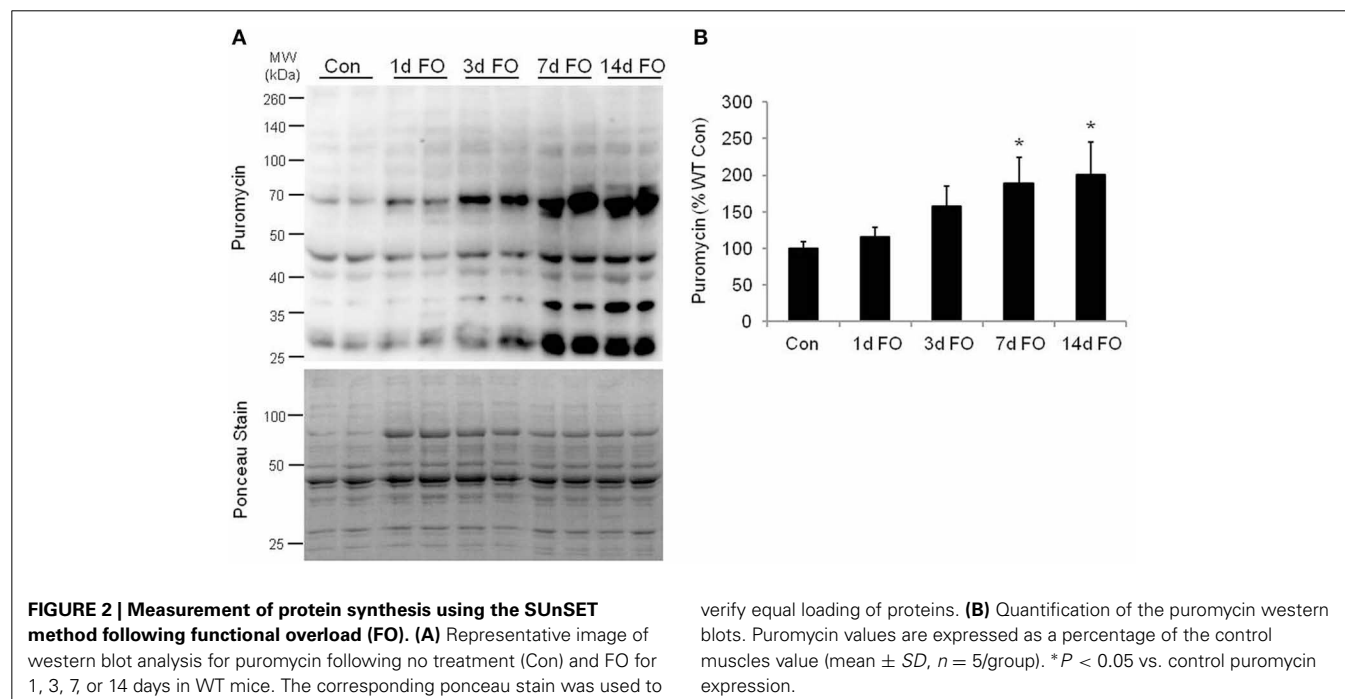 A
MW
(kDa)
Con 1d FO 3d FO 7d FO 14d FO
260
140
100
70
50
40
35
25
Puromycin
100
50
25
Ponceau Stain
B
Puromycin (% WT Con)
300
250
200
150
100
50
0
* *
Con 1d FO 3d FO 7d FO 14d FO
FIGURE 2 | Measurement of protein synthesis using the SUnSET
method following functional overload (FO). (A) Representative image of
western blot analysis for puromycin following no treatment (Con) and FO for
1, 3, 7, or 14 days in WT mice. The corresponding ponceau stain was used to
verify equal loading of proteins. (B) Quantification of the puromycin western
blots. Puromycin values are expressed as a percentage of the control
muscles value (mean ± SD, n = 5/group). *P < 0.05 vs. control puromycin
expression.